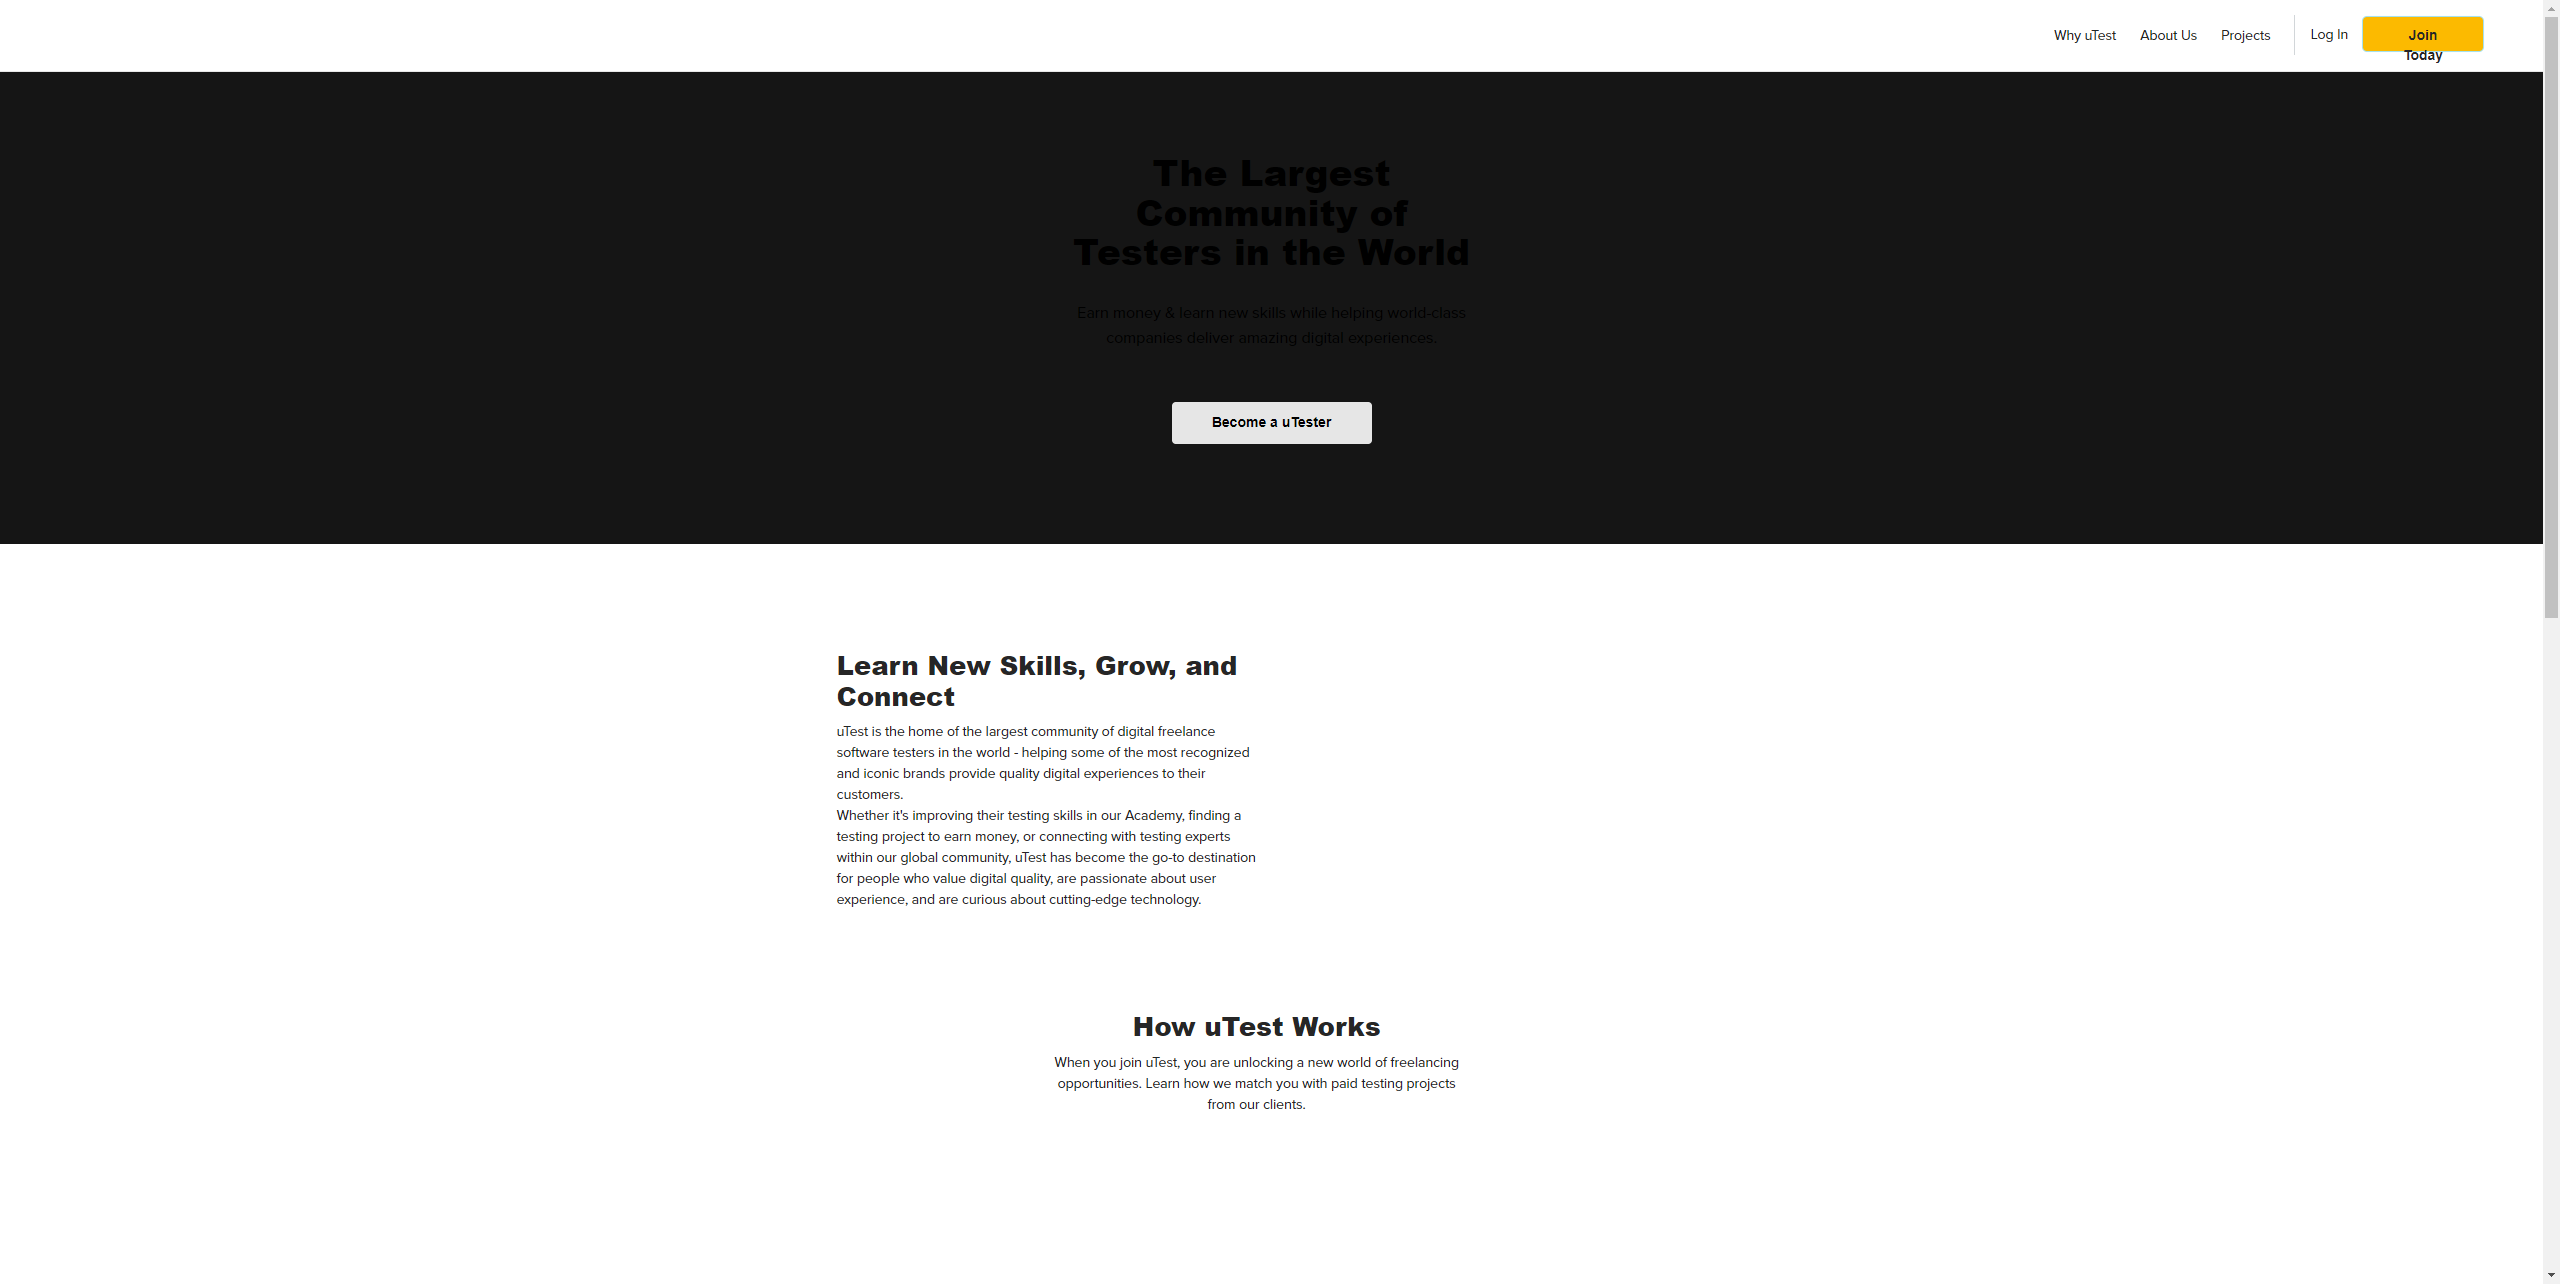 Why uTest About Us Projects Log In Join
Today
The Largest
Community of
Testers in the World
Earn money & learn new skills while helping world-class
companies deliver amazing digital experiences.
Become a uTester
Learn New Skills, Grow, and
Connect
uTest is the home of the largest community of digital freelance
software testers in the world - helping some of the most recognized
and iconic brands provide quality digital experiences to their
customers.
Whether it's improving their testing skills in our Academy, finding a
testing project to earn money, or connecting with testing experts
within our global community, uTest has become the go-to destination
for people who value digital quality, are passionate about user
experience, and are curious about cutting-edge technology.
How uTest Works
When you join uTest, you are unlocking a new world of freelancing
opportunities. Learn how we match you with paid testing projects
from our clients.